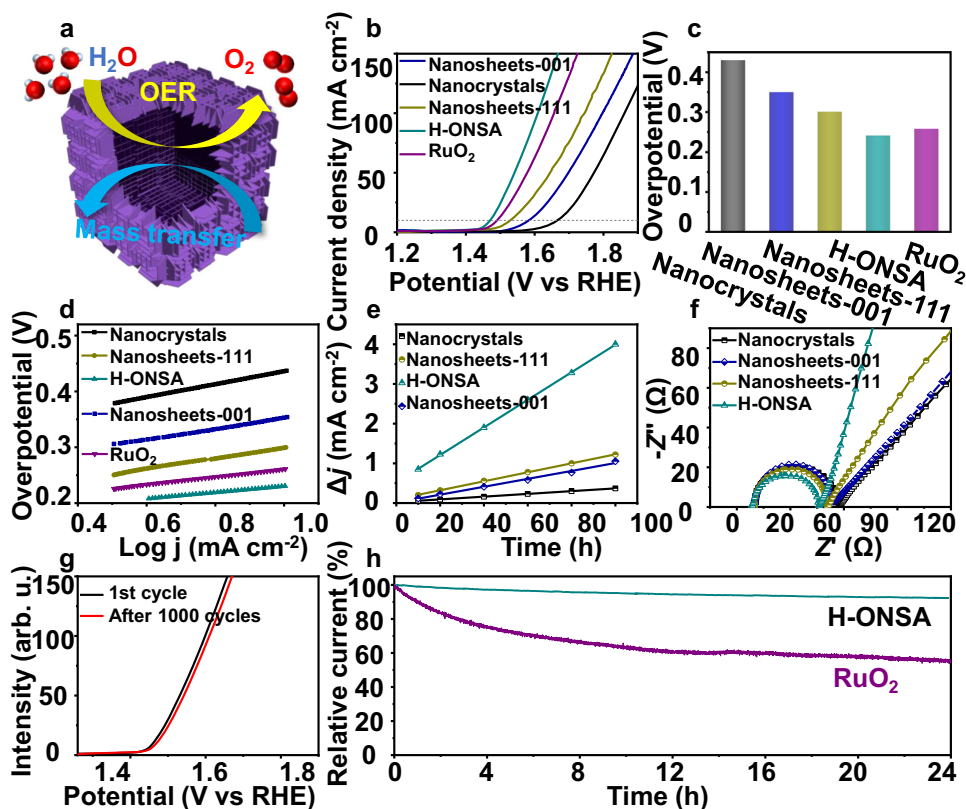 a
H2O
O2
OER
Mass transfer
b
Current density (mA cm-2)
150
100
50
0
Nanosheets-001
Nanocrystals
Nanosheets-111
H-ONSA
RuO2
1.2
1.4
1.6
1.8
Potential (V vs RHE)
c
Overpotential (V)
0.4
0.3
0.2
0.1
0
Nanocrystals
Nanosheets-001
Nanosheets-111
H-ONSA
RuO2
d
Overpotential (V)
0.5
0.4
0.3
0.2
Nanocrystals
Nanosheets-111
H-ONSA
Nanosheets-001
RuO2
0.4
0.6
0.8
1.0
Log j (mA cm-2)
e
Δj (mA cm-2)
4
3
2
1
0
Nanocrystals
Nanosheets-111
H-ONSA
Nanosheets-001
0
20
40
60
80
100
Time (h)
f
-Z'' (Ω)
80
60
40
20
0
Nanocrystals
Nanosheets-001
Nanosheets-111
H-ONSA
0
20
60
90
120
Z' (Ω)
g
Intensity (arb. u.)
150
100
50
0
1st cycle
After 1000 cycles
1.4
1.6
1.8
Potential (V vs RHE)
h
Relative current (%)
100
80
60
40
20
0
H-ONSA
RuO2
0
4
8
12
16
20
24
Time (h)